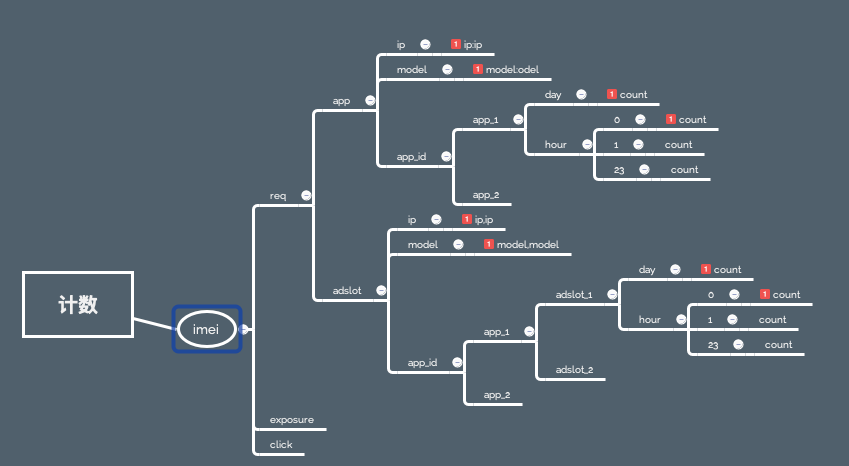 计数
imei
req
app
ip
1 ip:ip
model
1 model:odel
app_id
app_1
day
1 count
hour
0
1 count
1
count
23
count
app_2
adslot
ip
1 ip,ip
model
1 model,model
app_id
app_1
adslot_1
day
1 count
hour
0
1 count
1
count
23
count
adslot_2
app_2
exposure
click